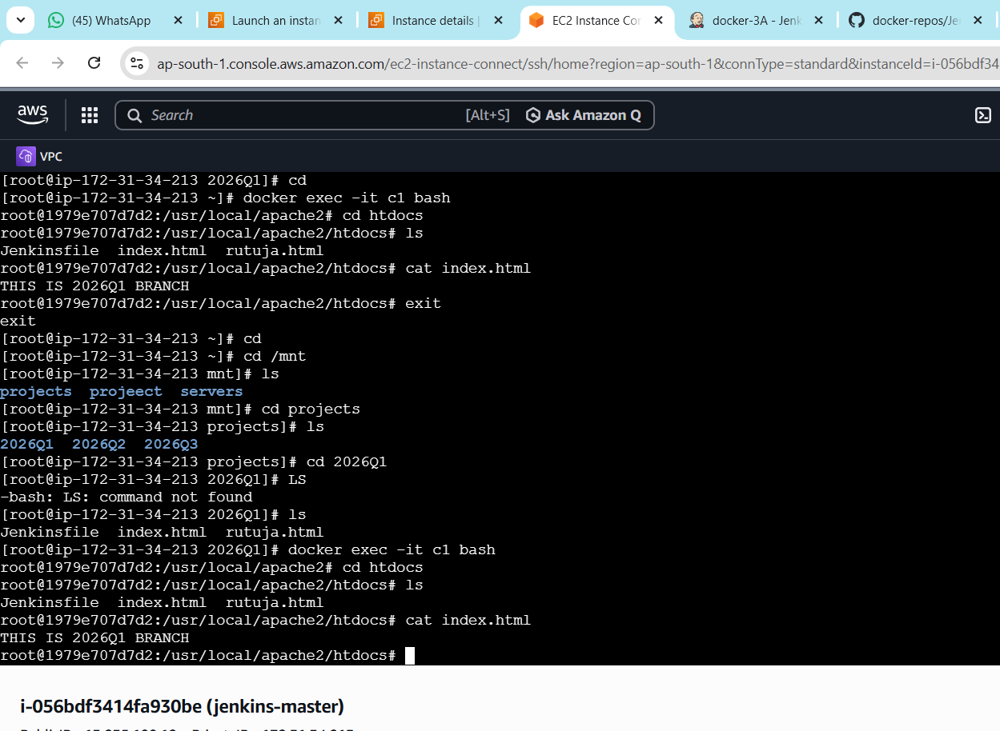 (45) WhatsApp
Launch an instan
Instance details |
EC2 Instance Con
docker-3A - Jenk
docker-repos/Je
ap-south-1.console.aws.amazon.com/ec2-instance-connect/ssh/home?region=ap-south-1&connType=standard&instanceId=i-056bdf34
aws
Search [Alt+S] Ask Amazon Q
VPC
[root@ip-172-31-34-213 2026Q1]# cd
[root@ip-172-31-34-213 ~]# docker exec -it c1 bash
root@1979e707d7d2:/usr/local/apache2# cd htdocs
root@1979e707d7d2:/usr/local/apache2/htdocs# ls
Jenkinsfile  index.html  rutuja.html
root@1979e707d7d2:/usr/local/apache2/htdocs# cat index.html
THIS IS 2026Q1 BRANCH
root@1979e707d7d2:/usr/local/apache2/htdocs# exit
exit
[root@ip-172-31-34-213 ~]# cd
[root@ip-172-31-34-213 ~]# cd /mnt
[root@ip-172-31-34-213 mnt]# ls
projects  projeect  servers
[root@ip-172-31-34-213 mnt]# cd projects
[root@ip-172-31-34-213 projects]# ls
2026Q1  2026Q2  2026Q3
[root@ip-172-31-34-213 projects]# cd 2026Q1
[root@ip-172-31-34-213 2026Q1]# LS
-bash: LS: command not found
[root@ip-172-31-34-213 2026Q1]# ls
Jenkinsfile  index.html  rutuja.html
[root@ip-172-31-34-213 2026Q1]# docker exec -it c1 bash
root@1979e707d7d2:/usr/local/apache2# cd htdocs
root@1979e707d7d2:/usr/local/apache2/htdocs# ls
Jenkinsfile  index.html  rutuja.html
root@1979e707d7d2:/usr/local/apache2/htdocs# cat index.html
THIS IS 2026Q1 BRANCH
root@1979e707d7d2:/usr/local/apache2/htdocs#
i-056bdf3414fa930be (jenkins-master)